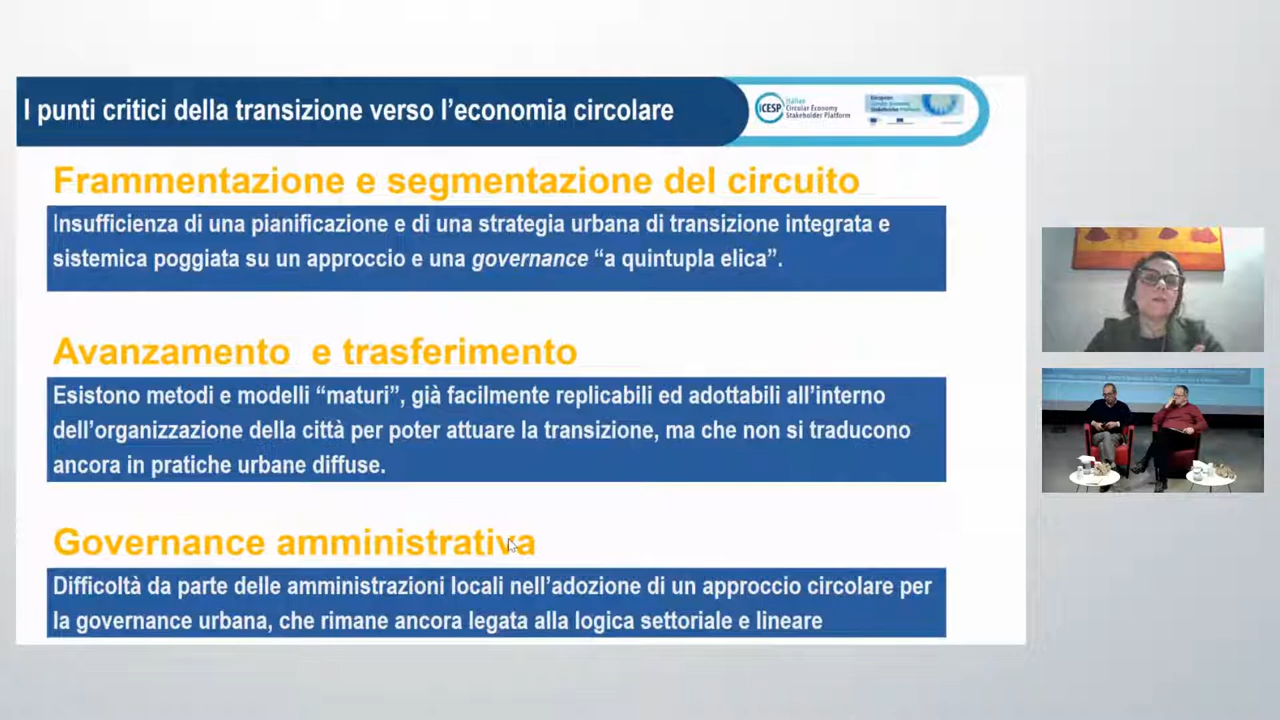 I punti critici della transizione verso l'economia circolare
ICESP
Italian
Circular Economy
Stakeholder Platform
European
Circular Economy
Stakeholder Platform
Frammentazione e segmentazione del circuito
Insufficienza di una pianificazione e di una strategia urbana di transizione integrata e
sistemica poggiata su un approccio e una governance “a quintupla elica”.
Avanzamento e trasferimento
Esistono metodi e modelli “maturi”, già facilmente replicabili ed adottabili all’interno
dell’organizzazione della città per poter attuare la transizione, ma che non si traducono
ancora in pratiche urbane diffuse.
Governance amministrativa
Difficoltà da parte delle amministrazioni locali nell’adozione di un approccio circolare per
la governance urbana, che rimane ancora legata alla logica settoriale e lineare